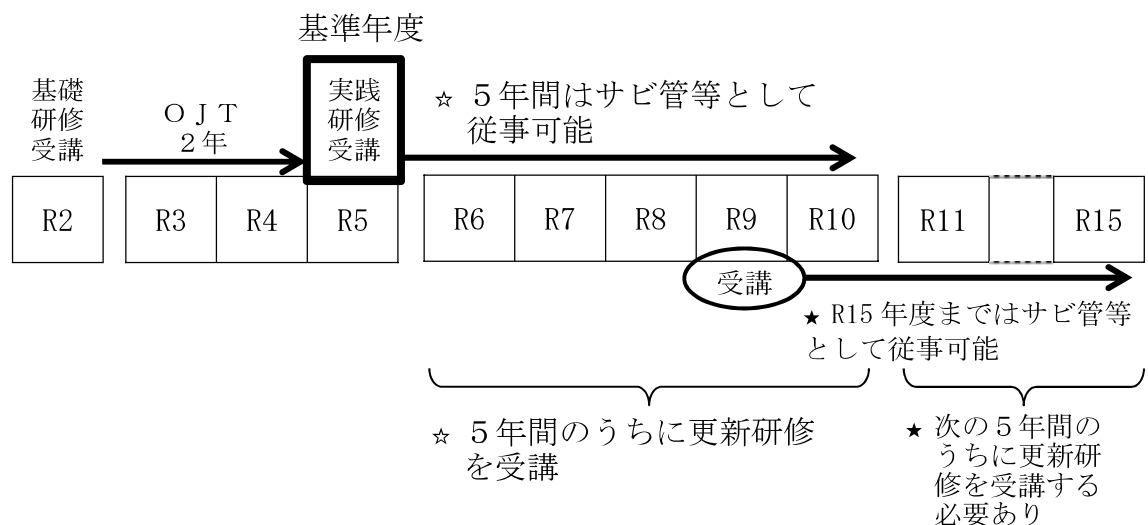 基準年度
基礎
研修
受講
ＯＪＴ
２年
実践
研修
受講
☆ ５年間はサビ管等として
従事可能
R2
R3
R4
R5
R6
R7
R8
R9
R10
R11
R15
受講
★ R15 年度まではサビ管等
として従事可能
☆ ５年間のうちに更新研修
を受講
★ 次の５年間の
うちに更新研
修を受講する
必要あり